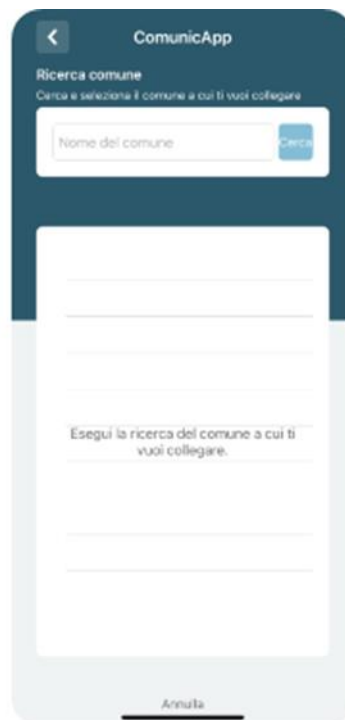 ComunicApp
Ricerca comune
Cerca e seleziona il comune a cui ti vuoi collegare
Nome del comune
Cerca
Esegui la ricerca del comune a cui ti
vuoi collegare.
Annulla